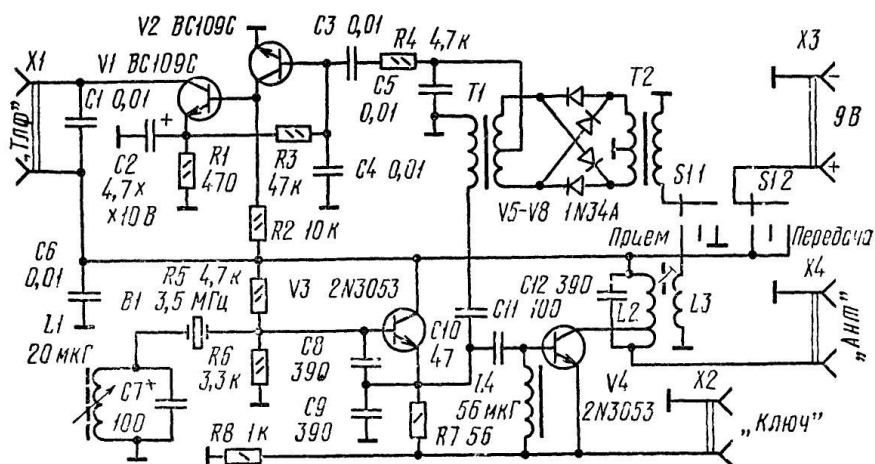 V2 BC109C
C3 0,01
R4 4,7к
X1
V1 BC109C
C5
0,01
T1
T2
X3
9В
C1 0,01
„Тлф"
C2
4,7×
×10В
R1
470
R3
47к
C4 0,01
V5-V8 1N34A
S1.1
S1.2
R2 10к
Прием
Передача
C6
0,01
R5 4,7к
B1
3,5 МГц
V3 2N3053
C12 390
X4
L1
20 мкГ
C10
47
C11 100
L2
L3
„Ант"
R6
3,3к
C8
390
L4
56 мкГ
V4
2N3053
X2
C7*
100
C9
390
R7 56
„Ключ"
R8 1к